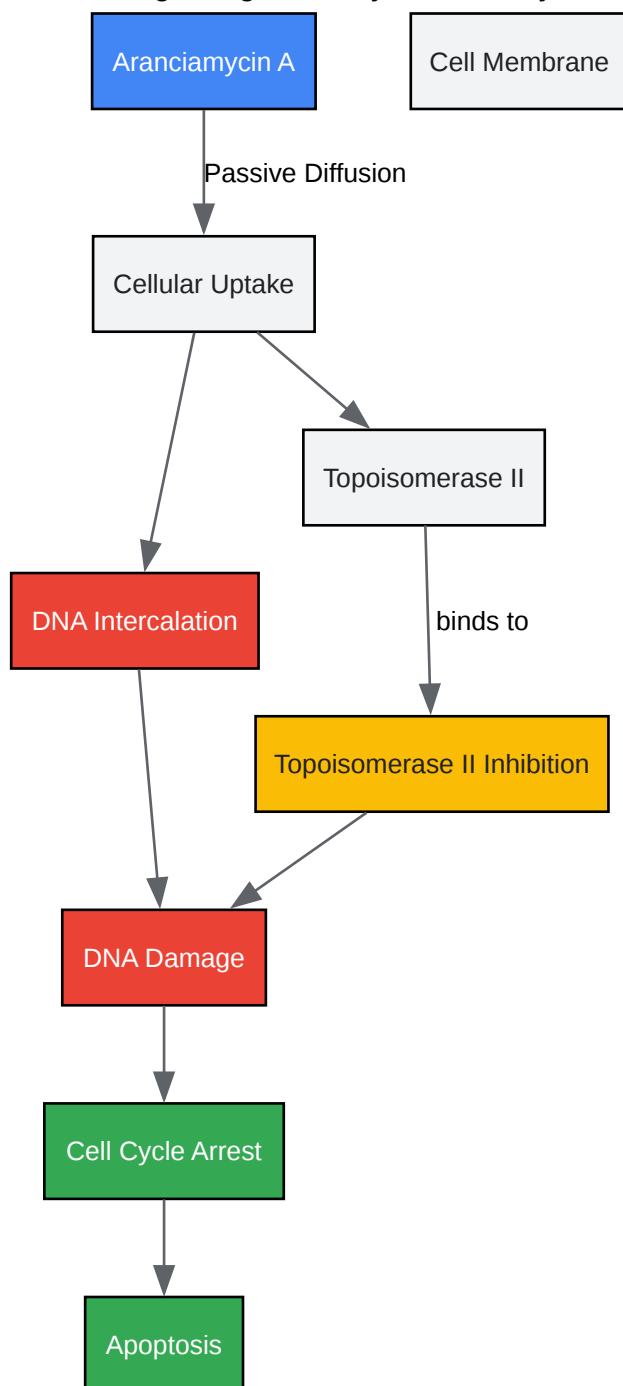 Aranciamycin A
Cell Membrane
Passive Diffusion
Cellular Uptake
Topoisomerase II
DNA Intercalation
binds to
Topoisomerase II Inhibition
DNA Damage
Cell Cycle Arrest
Apoptosis